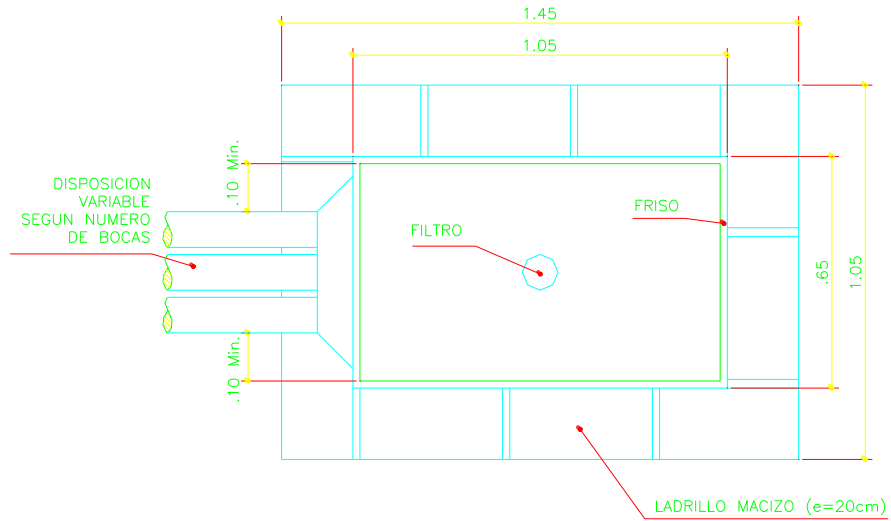 1.45
1.05
.10 Min.
DISPOSICION
VARIABLE
SEGUN NUMERO
DE BOCAS
FILTRO
FRISO
.65
1.05
.10 Min.
LADRILLO MACIZO (e=20cm)